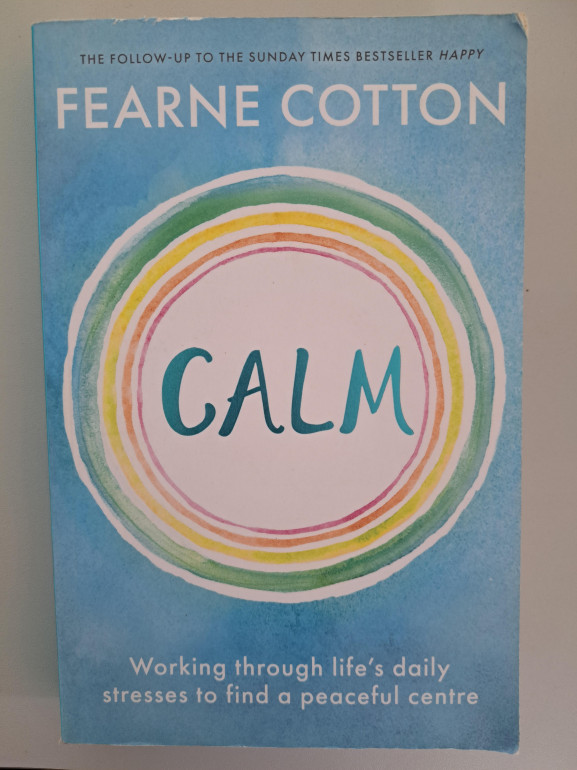 THE FOLLOW-UP TO THE SUNDAY TIMES BESTSELLER HAPPY
FEARNE COTTON
CALM
Working through life's daily
stresses to find a peaceful centre